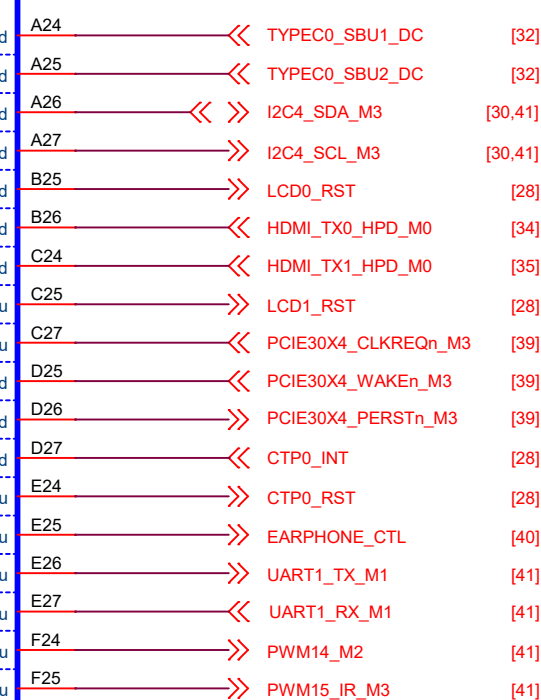 d A24 TYPEC0_SBU1_DC [32]
d A25 TYPEC0_SBU2_DC [32]
d A26 I2C4_SDA_M3 [30,41]
d A27 I2C4_SCL_M3 [30,41]
d B25 LCD0_RST [28]
d B26 HDMI_TX0_HPD_M0 [34]
d C24 HDMI_TX1_HPD_M0 [35]
u C25 LCD1_RST [28]
u C27 PCIE30X4_CLKREQn_M3 [39]
d D25 PCIE30X4_WAKEn_M3 [39]
d D26 PCIE30X4_PERSTn_M3 [39]
d D27 CTP0_INT [28]
u E24 CTP0_RST [28]
u E25 EARPHONE_CTL [40]
u E26 UART1_TX_M1 [41]
u E27 UART1_RX_M1 [41]
u F24 PWM14_M2 [41]
u F25 PWM15_IR_M3 [41]